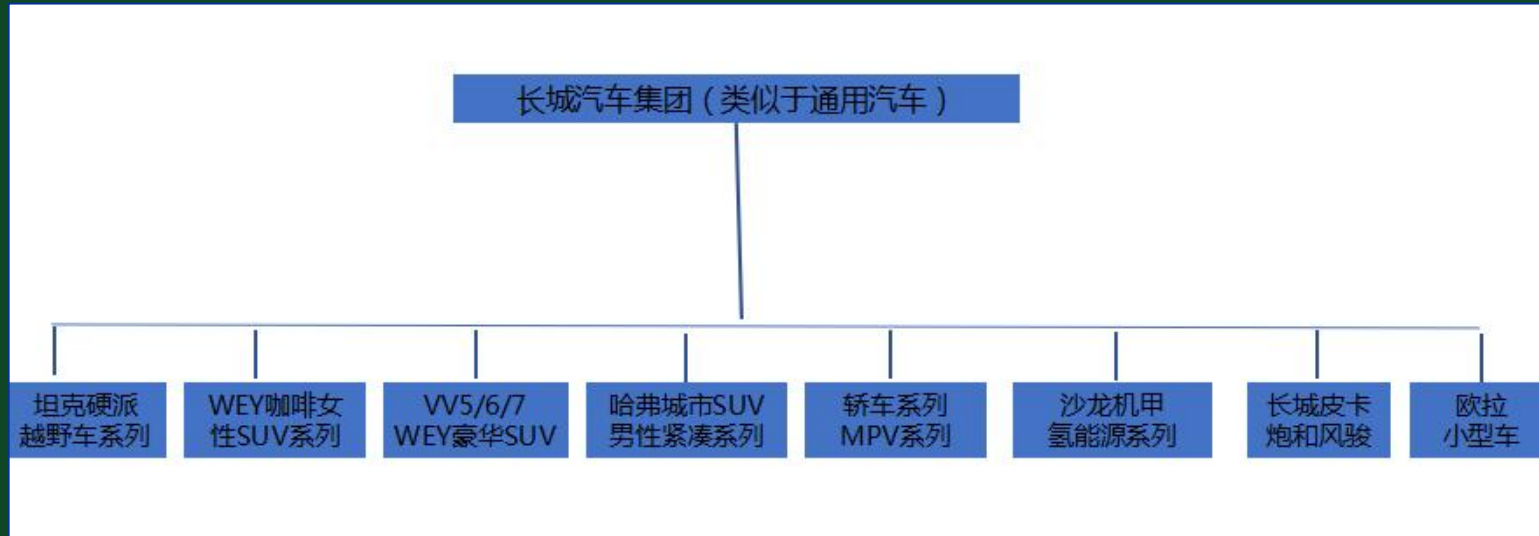 长城汽车集团（类似于通用汽车）
坦克硬派
越野车系列
WEY咖啡女
性SUV系列
VV5/6/7
WEY豪华SUV
哈弗城市SUV
男性紧凑系列
轿车系列
MPV系列
沙龙机甲
氢能源系列
长城皮卡
炮和风骏
欧拉
小型车